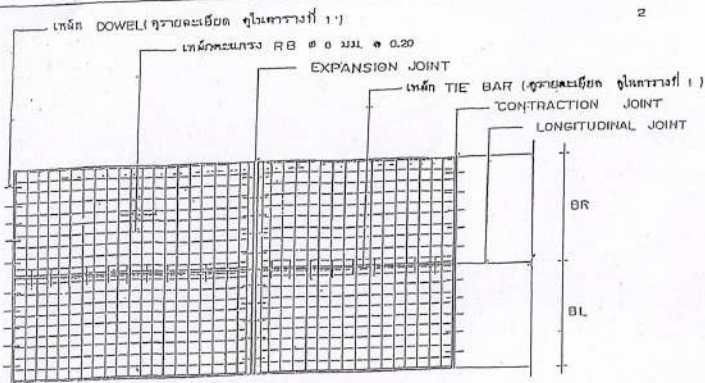 2
เหล็ก DOWEL (ดูรายละเอียด ดูในตารางที่ 1)
เหล็กตะแกรง RB Ø 6 มม. @ 0.20
EXPANSION JOINT
เหล็ก TIE BAR (ดูรายละเอียด ดูในตารางที่ 1)
CONTRACTION JOINT
LONGITUDINAL JOINT
BR
BL